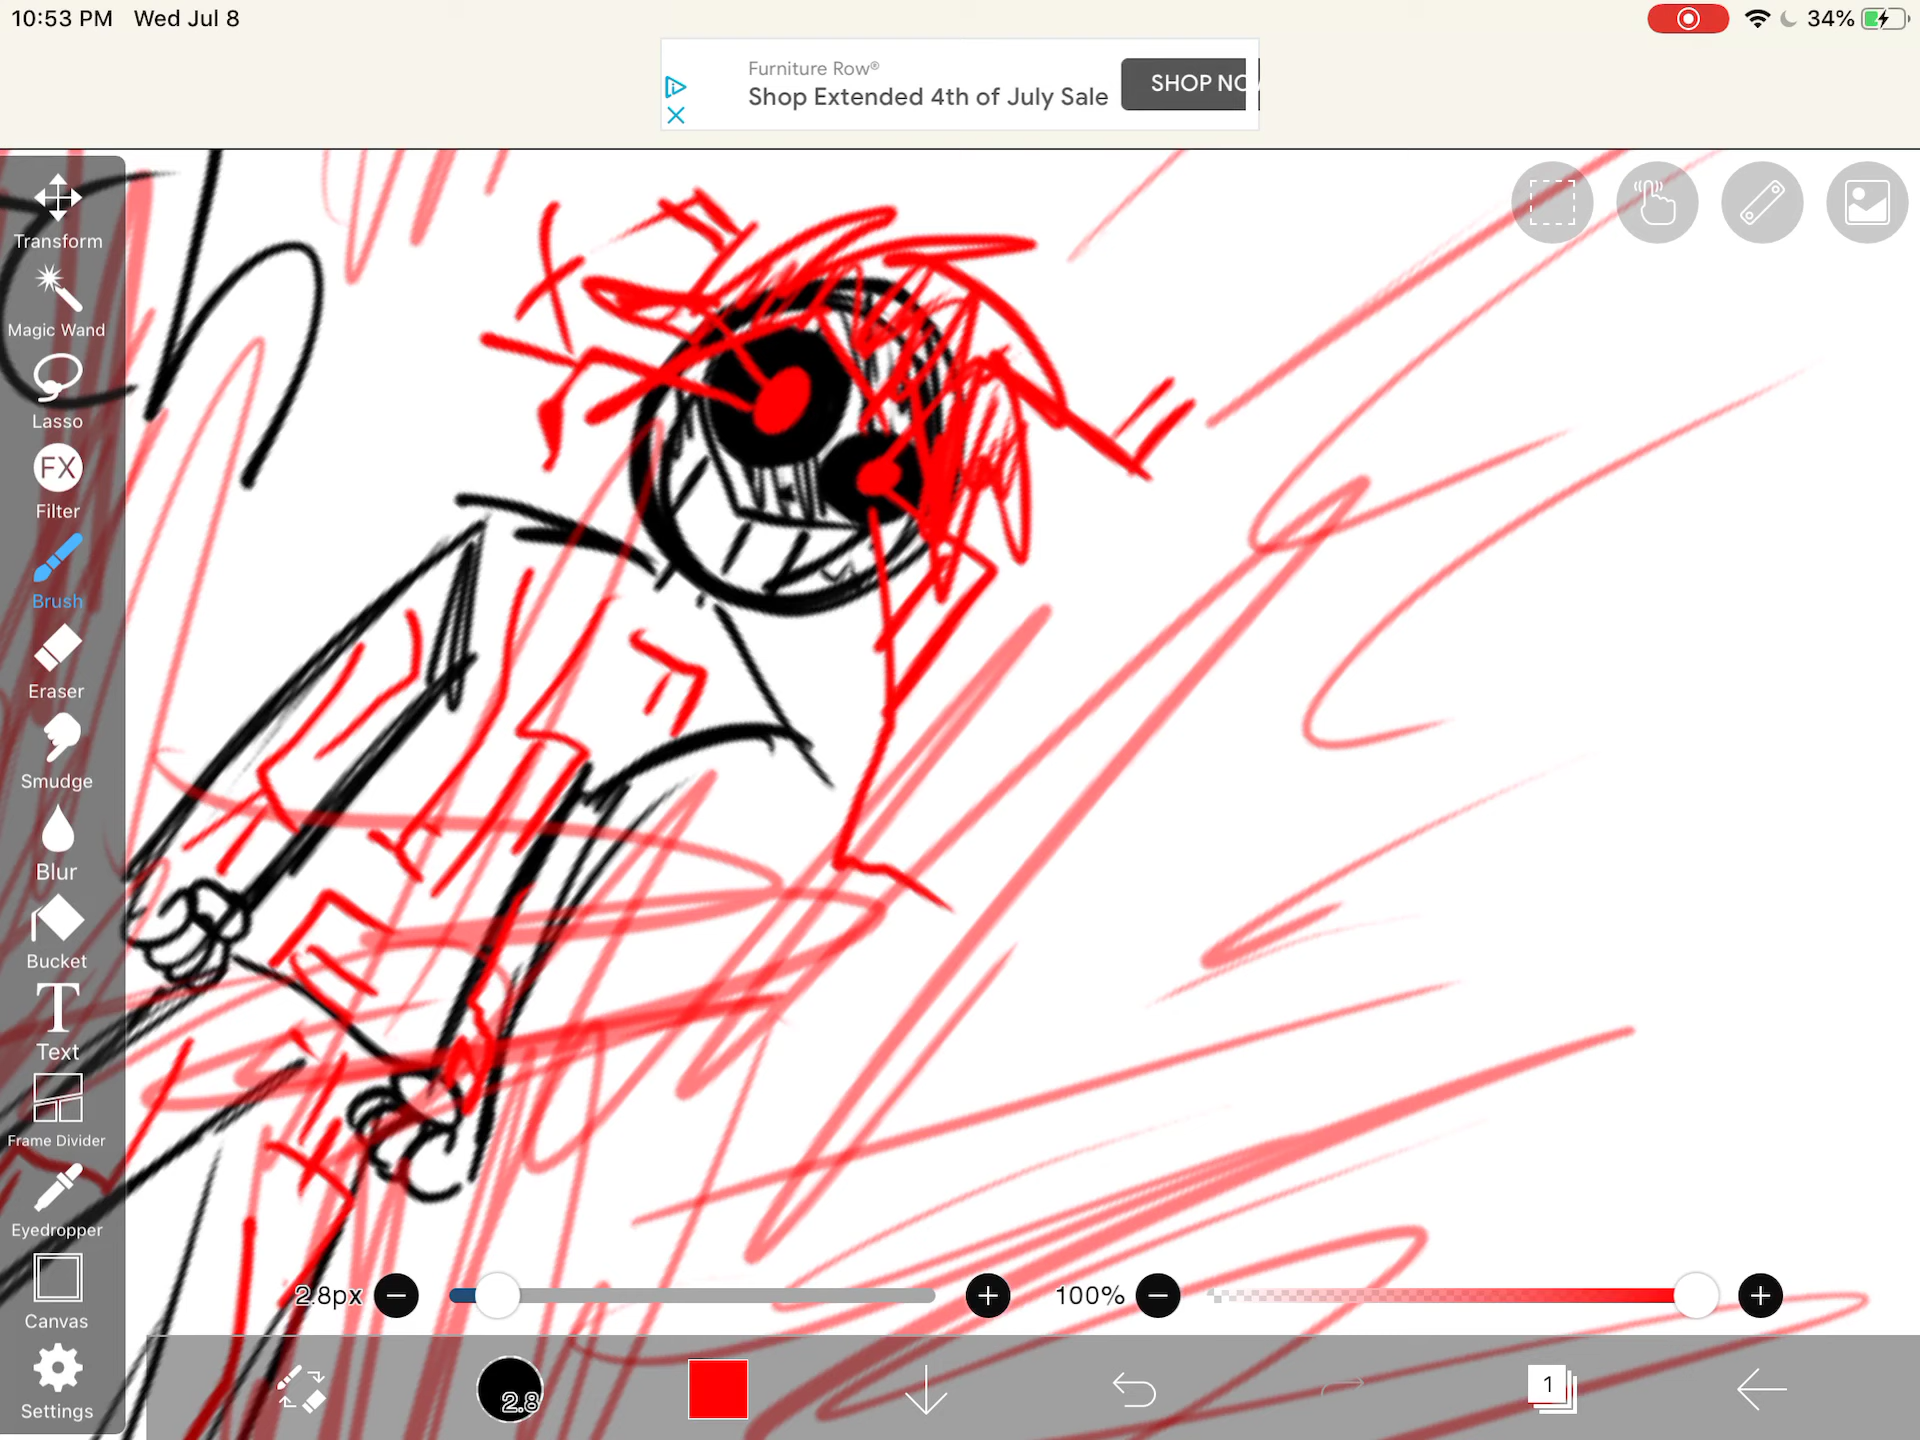 10:53 PM Wed Jul 8
34%
Furniture Row®
Shop Extended 4th of July Sale
SHOP NO
Transform
Magic Wand
Lasso
FX
Filter
Brush
Eraser
Smudge
Blur
Bucket
T
Text
Frame Divider
Eyedropper
Canvas
Settings
2.8px
100%
2.8
1